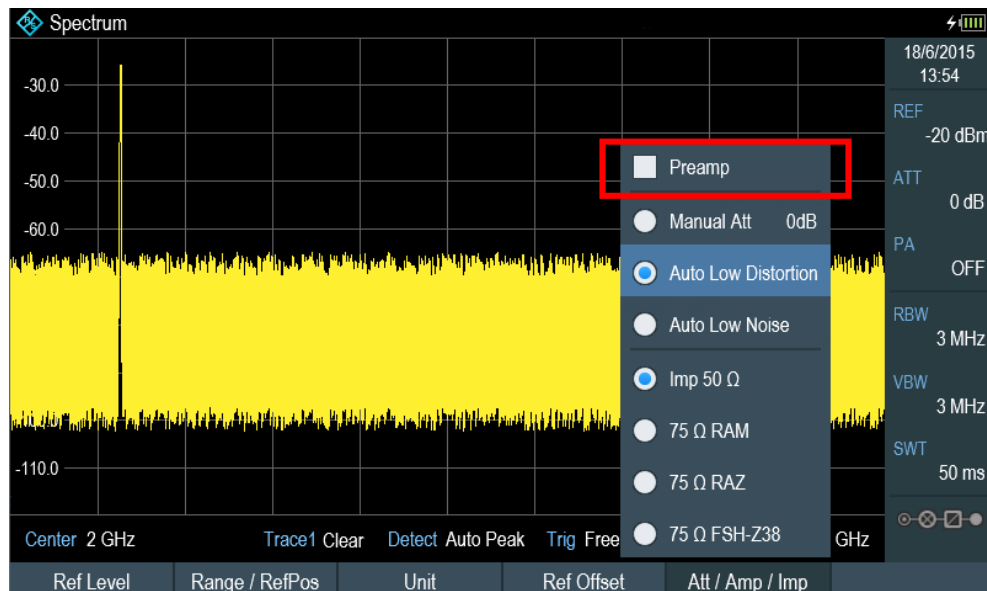 Spectrum
18/6/2015
13:54
-30.0
-40.0
-50.0
-60.0
-110.0
REF
-20 dBm
ATT
0 dB
PA
OFF
RBW
3 MHz
VBW
3 MHz
SWT
50 ms
Preamp
Manual Att 0dB
Auto Low Distortion
Auto Low Noise
Imp 50 Ω
75 Ω RAM
75 Ω RAZ
75 Ω FSH-Z38
Center 2 GHz Trace1 Clear Detect Auto Peak Trig Free GHz
Ref Level Range / RefPos Unit Ref Offset Att / Amp / Imp